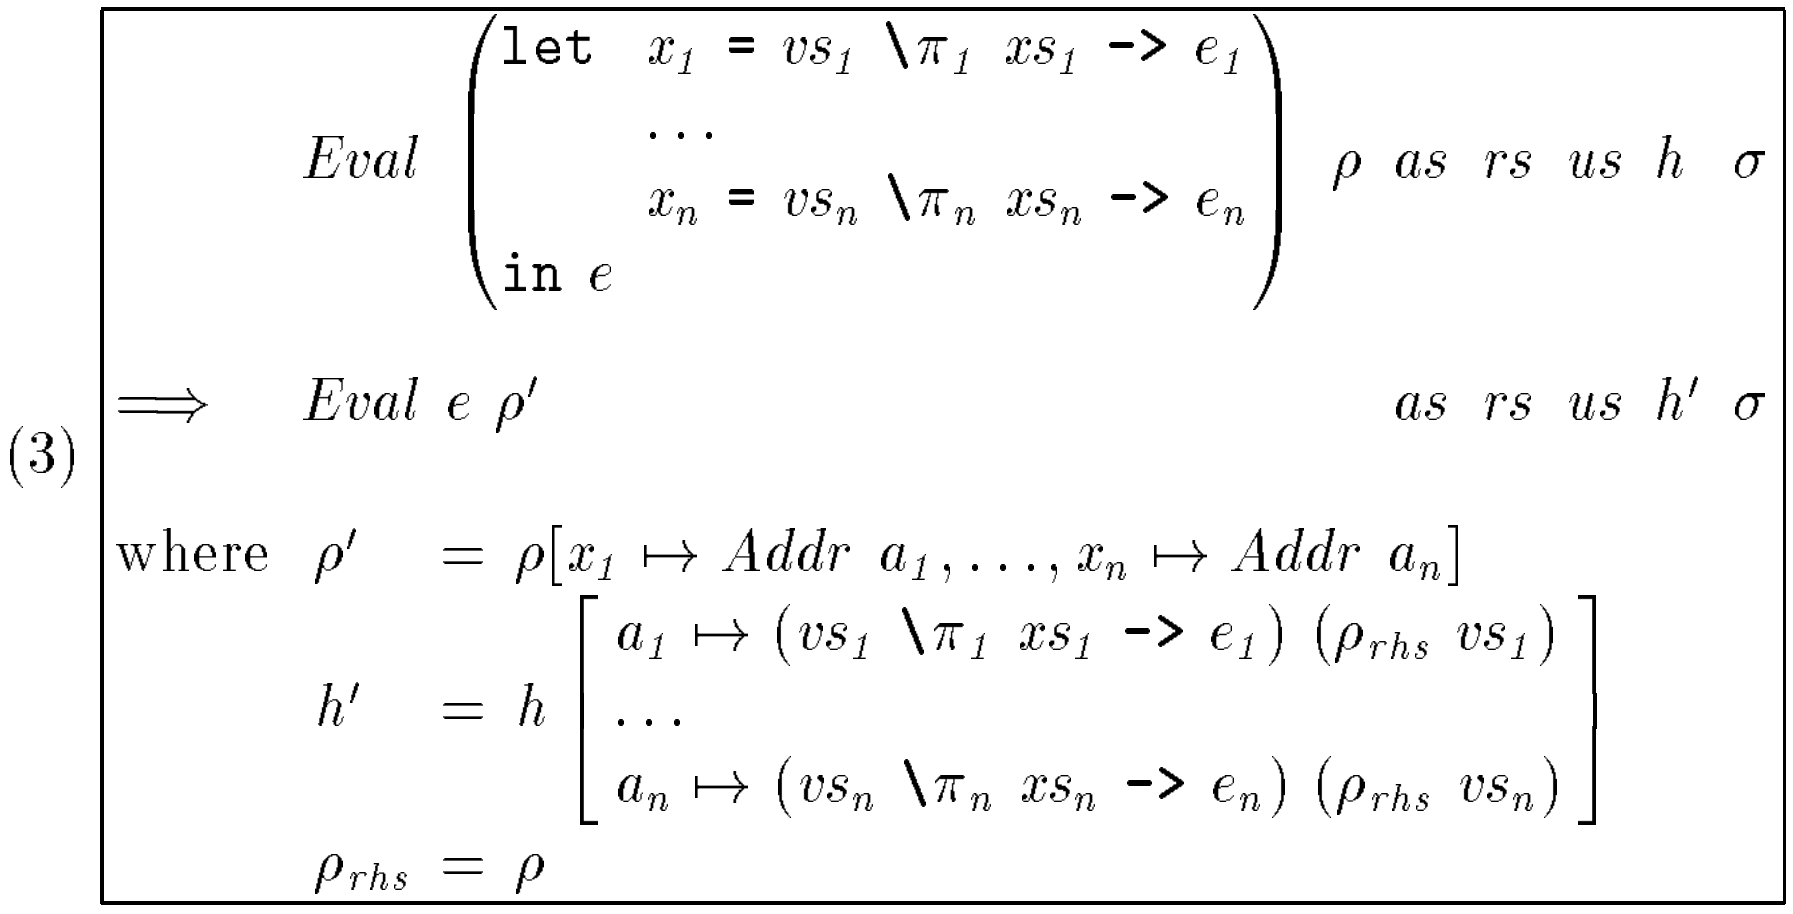 let x₁ = vs₁ \π₁ xs₁ -> e₁
...
Eval ρ as rs us h σ
xₙ = vsₙ \πₙ xsₙ -> eₙ
in e
⟹ Eval e ρ′ as rs us h′ σ
(3)
where ρ′ = ρ[x₁ ↦ Addr a₁, ..., xₙ ↦ Addr aₙ]
a₁ ↦ (vs₁ \π₁ xs₁ -> e₁) (ρ_rhs vs₁)
h′ = h [ ... ]
aₙ ↦ (vsₙ \πₙ xsₙ -> eₙ) (ρ_rhs vsₙ)
ρ_rhs = ρ